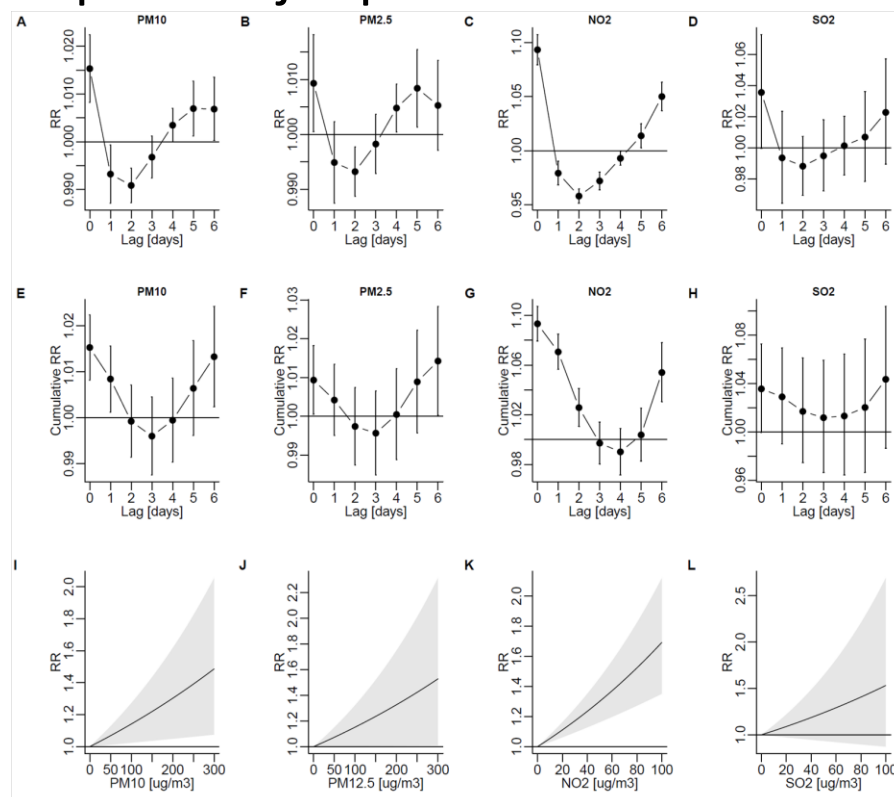 A PM10 B PM2.5 C NO2 D SO2
RR 0.990 1.000 1.010 1.020
RR 0.990 1.000 1.010
RR 0.95 1.00 1.05 1.10
RR 0.98 1.00 1.02 1.04 1.06
0 1 2 3 4 5 6 0 1 2 3 4 5 6 0 1 2 3 4 5 6 0 1 2 3 4 5 6
Lag [days] Lag [days] Lag [days] Lag [days]
E PM10 F PM2.5 G NO2 H SO2
Cumulative RR 0.99 1.00 1.01 1.02
Cumulative RR 0.99 1.00 1.01 1.02 1.03
Cumulative RR 0.98 1.02 1.06 1.10
Cumulative RR 0.96 1.00 1.04 1.08
0 1 2 3 4 5 6 0 1 2 3 4 5 6 0 1 2 3 4 5 6 0 1 2 3 4 5 6
Lag [days] Lag [days] Lag [days] Lag [days]
I J K L
RR 1.0 1.2 1.4 1.6 1.8 2.0
RR 1.0 1.2 1.4 1.6 1.8 2.0 2.2
RR 1.0 1.2 1.4 1.6 1.8 2.0
RR 1.0 1.5 2.0 2.5
0 50 100 200 300 0 50 100 200 300 0 20 40 60 80 100 0 20 40 60 80 100
PM10 [ug/m3] PM12.5 [ug/m3] NO2 [ug/m3] SO2 [ug/m3]